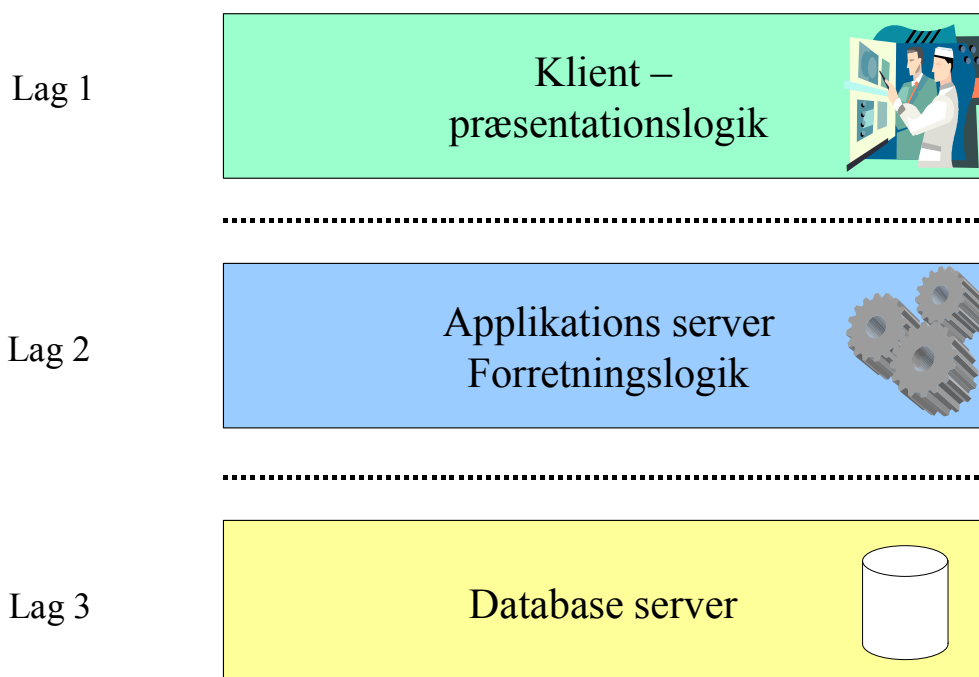 Lag 1
Klient –
præsentationslogik
Lag 2
Applikations server
Forretningslogik
Lag 3
Database server